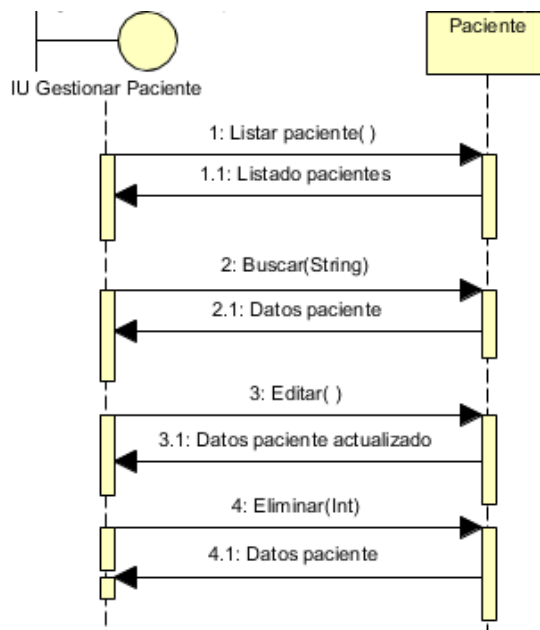 Paciente
IU Gestionar Paciente
1: Listar paciente( )
1.1: Listado pacientes
2: Buscar(String)
2.1: Datos paciente
3: Editar( )
3.1: Datos paciente actualizado
4: Eliminar(Int)
4.1: Datos paciente